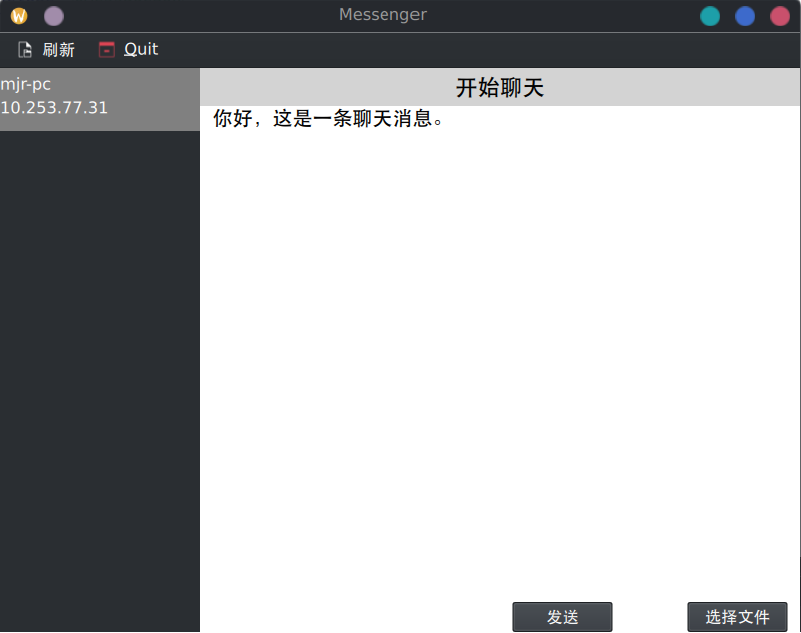 Messenger
刷新 Quit
mjr-pc
10.253.77.31
开始聊天
你好，这是一条聊天消息。
发送 选择文件